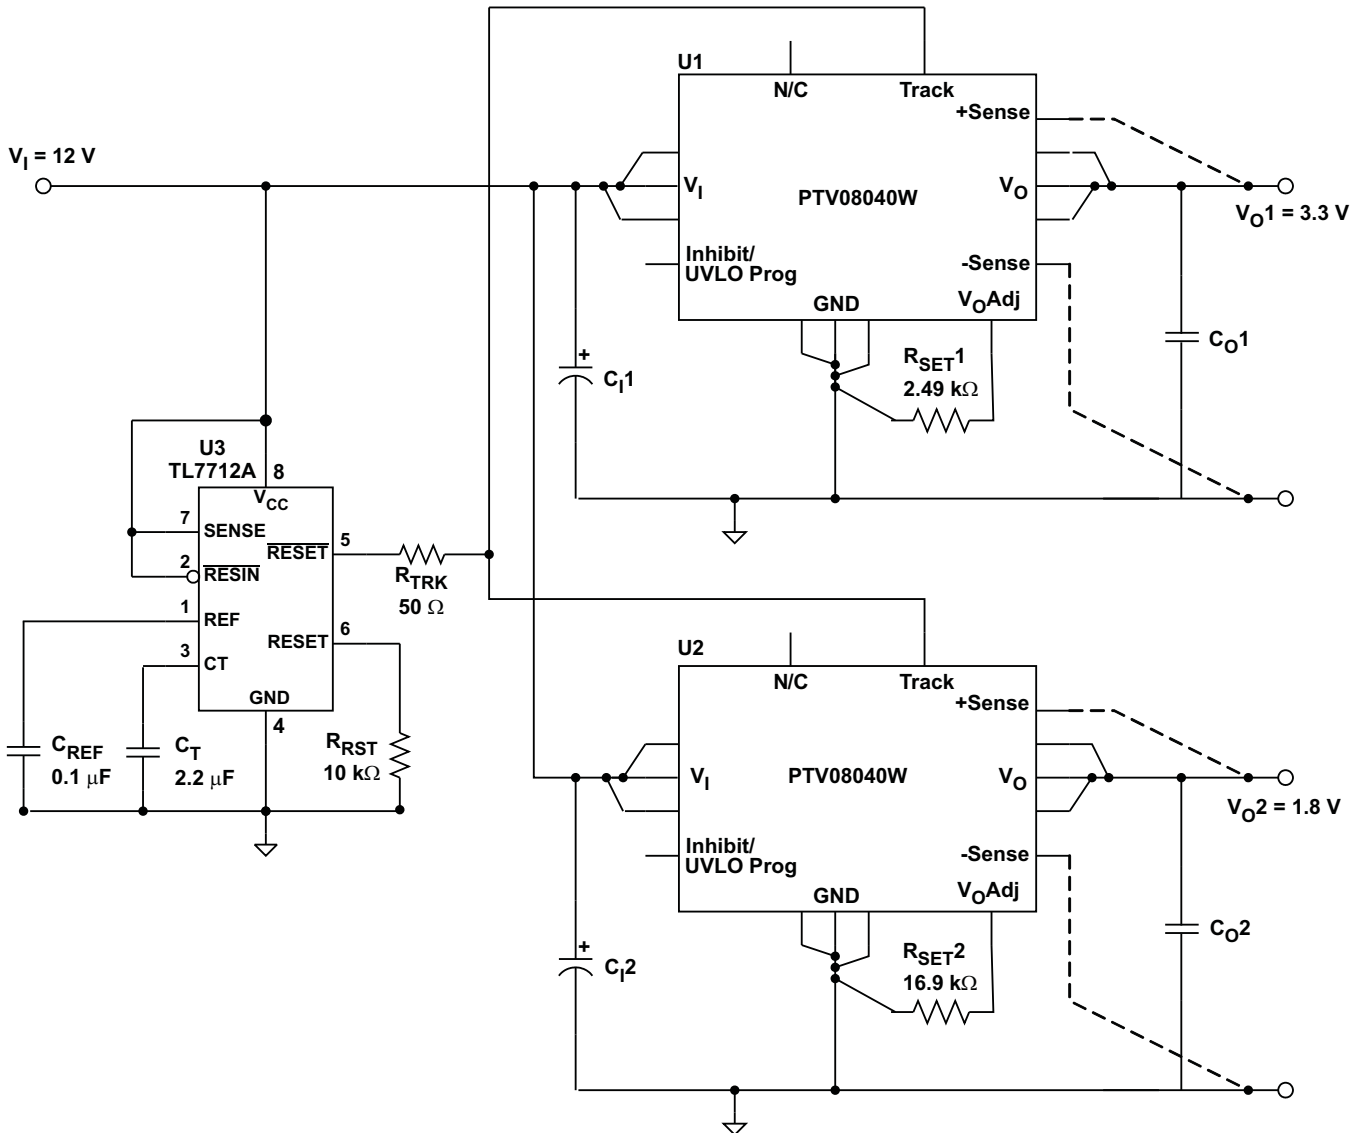 U1
N/C
Track
+Sense
V_I = 12 V
V_I
PTV08040W
V_O
V_O1 = 3.3 V
Inhibit/
UVLO Prog
-Sense
GND
V_OAdj
C_I1
R_SET1
2.49 kΩ
C_O1
U3
TL7712A
8
V_CC
7
SENSE
RESET
5
2
RESIN
R_TRK
50 Ω
1
REF
RESET
6
3
CT
GND
4
C_REF
0.1 µF
C_T
2.2 µF
R_RST
10 kΩ
U2
N/C
Track
+Sense
V_I
PTV08040W
V_O
V_O2 = 1.8 V
Inhibit/
UVLO Prog
-Sense
GND
V_OAdj
C_I2
R_SET2
16.9 kΩ
C_O2